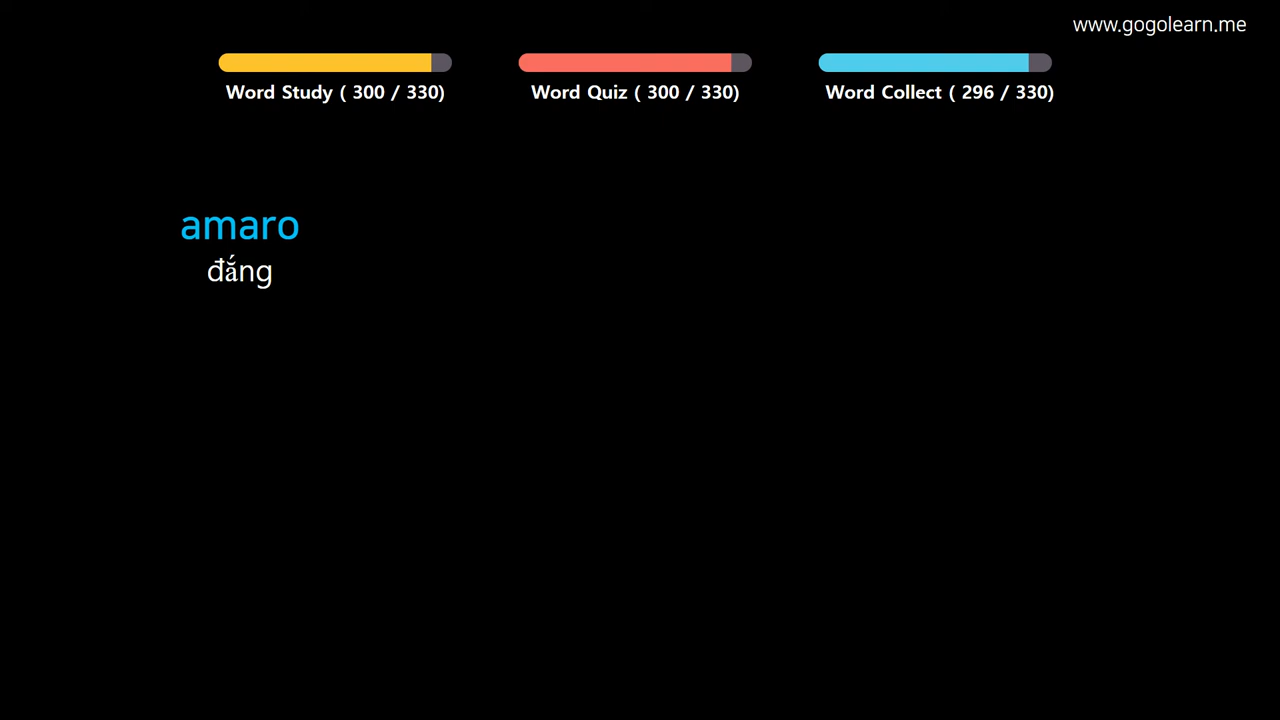 www.gogolearn.me
Word Study ( 300 / 330)
Word Quiz ( 300 / 330)
Word Collect ( 296 / 330)
amaro
đắng